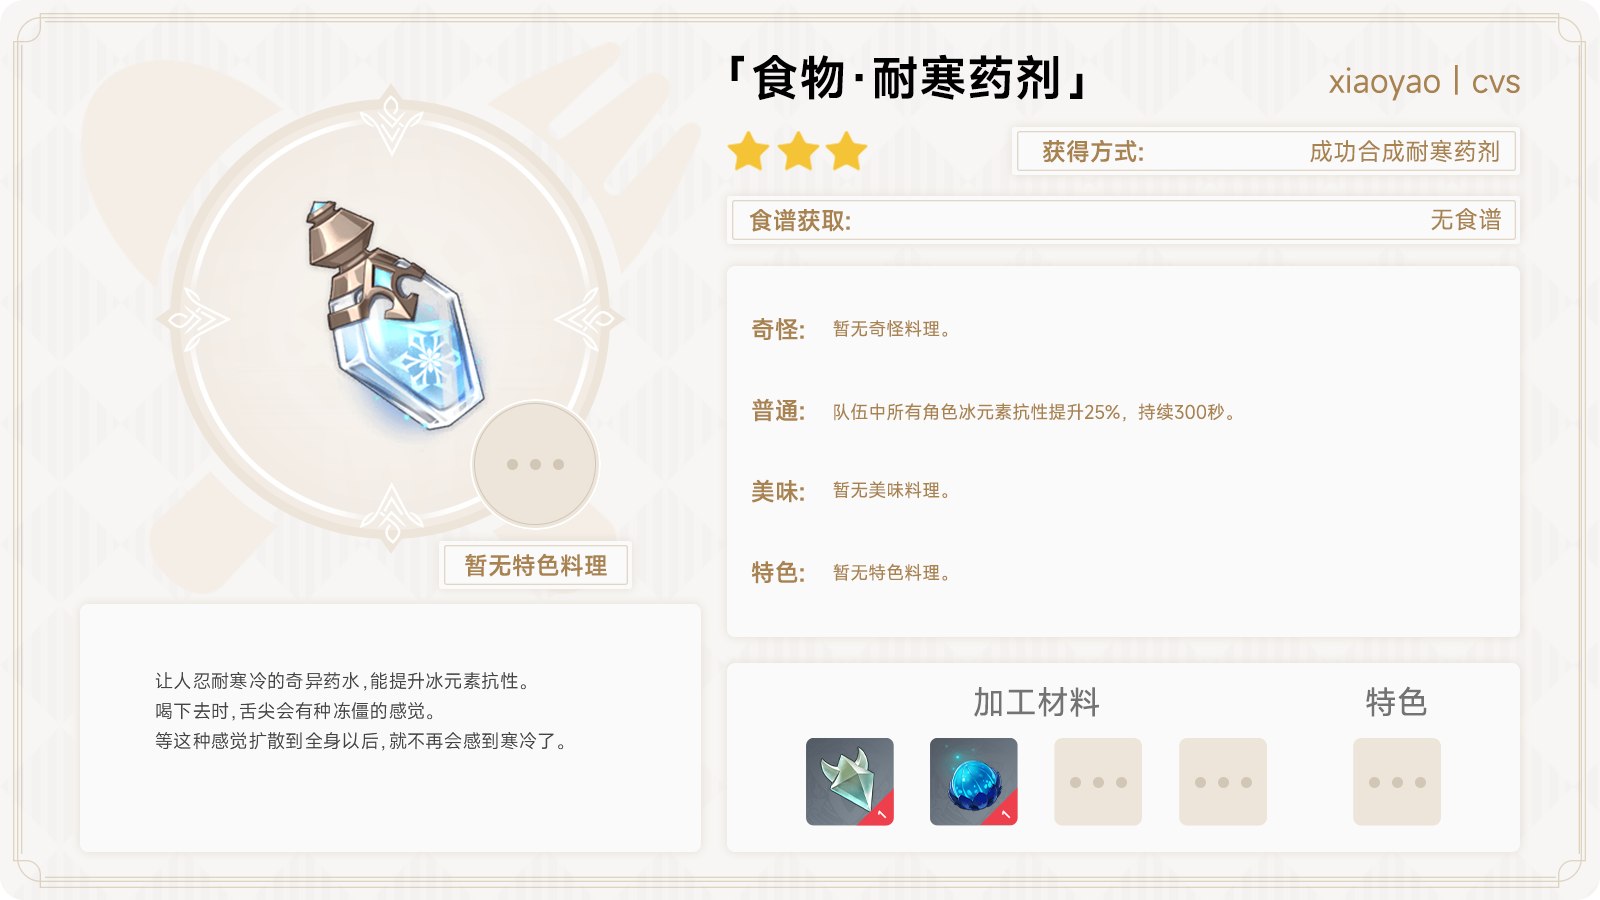 「食物·耐寒药剂」
xiaoyao | cvs
获得方式:
成功合成耐寒药剂
食谱获取:
无食谱
奇怪:
暂无奇怪料理。
普通:
队伍中所有角色冰元素抗性提升25%，持续300秒。
美味:
暂无美味料理。
特色:
暂无特色料理。
暂无特色料理
让人忍耐寒冷的奇异药水,能提升冰元素抗性。
喝下去时,舌尖会有种冻僵的感觉。
等这种感觉扩散到全身以后,就不再会感到寒冷了。
加工材料
特色
1
1